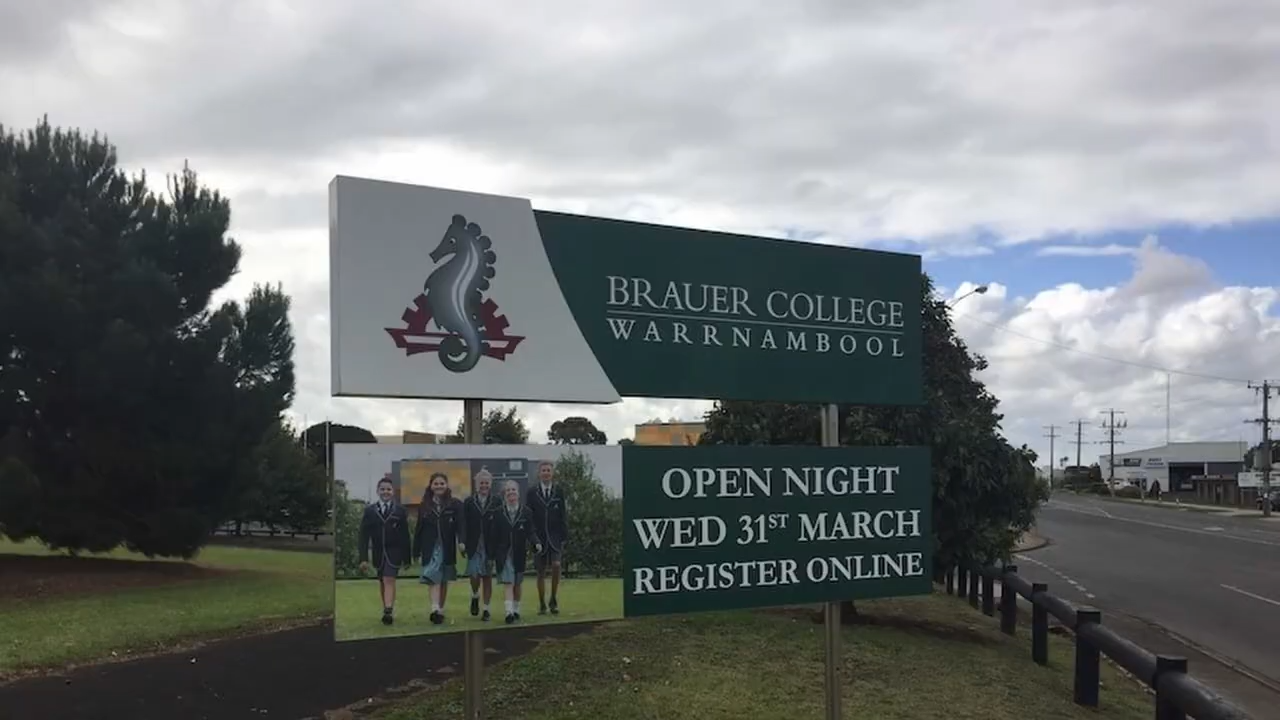 BRAUER COLLEGE
WARRNAMBOOL
OPEN NIGHT
WED 31ST MARCH
REGISTER ONLINE